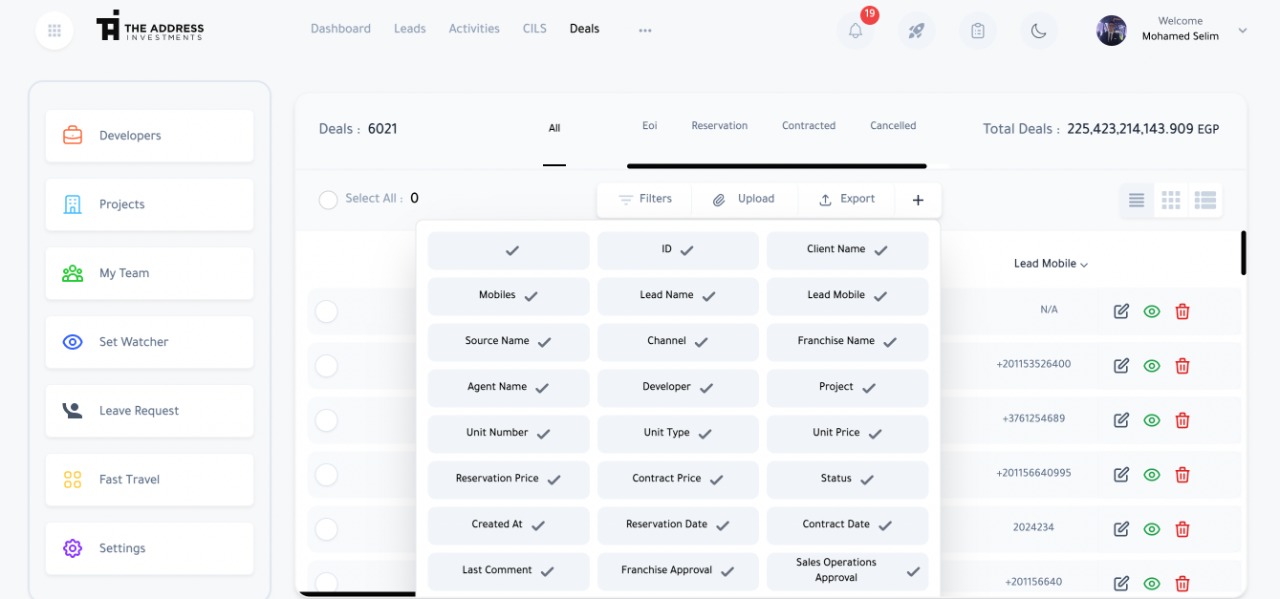 THE ADDRESS
INVESTMENTS
Dashboard
Leads
Activities
CILS
Deals
...
19
Welcome
Mohamed Selim
Developers
Projects
My Team
Set Watcher
Leave Request
Fast Travel
Settings
Deals : 6021
All
Eoi
Reservation
Contracted
Cancelled
Total Deals : 225,423,214,143.909 EGP
Select All : 0
Filters
Upload
Export
+
ID
Client Name
Mobiles
Lead Name
Lead Mobile
Source Name
Channel
Franchise Name
Agent Name
Developer
Project
Unit Number
Unit Type
Unit Price
Reservation Price
Contract Price
Status
Created At
Reservation Date
Contract Date
Last Comment
Franchise Approval
Sales Operations
Approval
Lead Mobile
N/A
+201153526400
+3761254689
+201156640995
2024234
+201156640